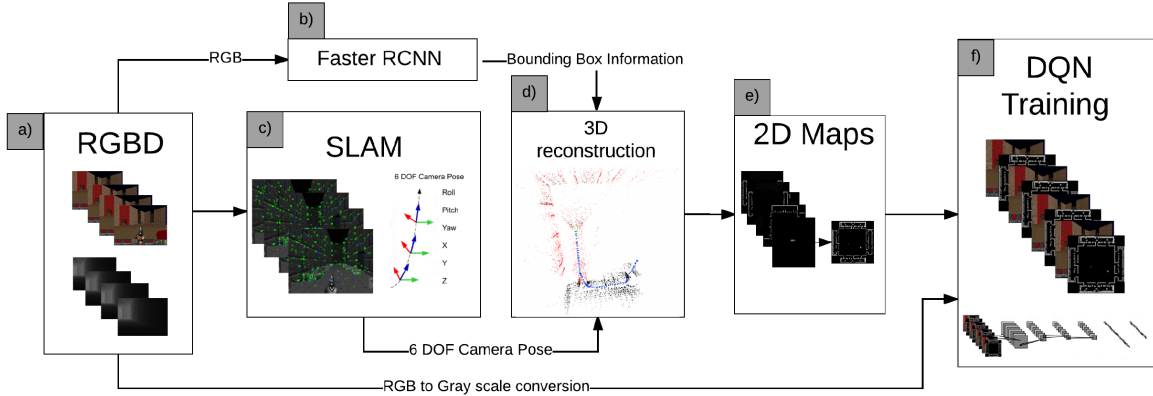 a)
RGBD
RGB
b)
Faster RCNN
Bounding Box Information
c)
SLAM
6 DOF Camera Pose
Roll
Pitch
Yaw
X
Y
Z
6 DOF Camera Pose
d)
3D
reconstruction
e)
2D Maps
f)
DQN
Training
RGB to Gray scale conversion